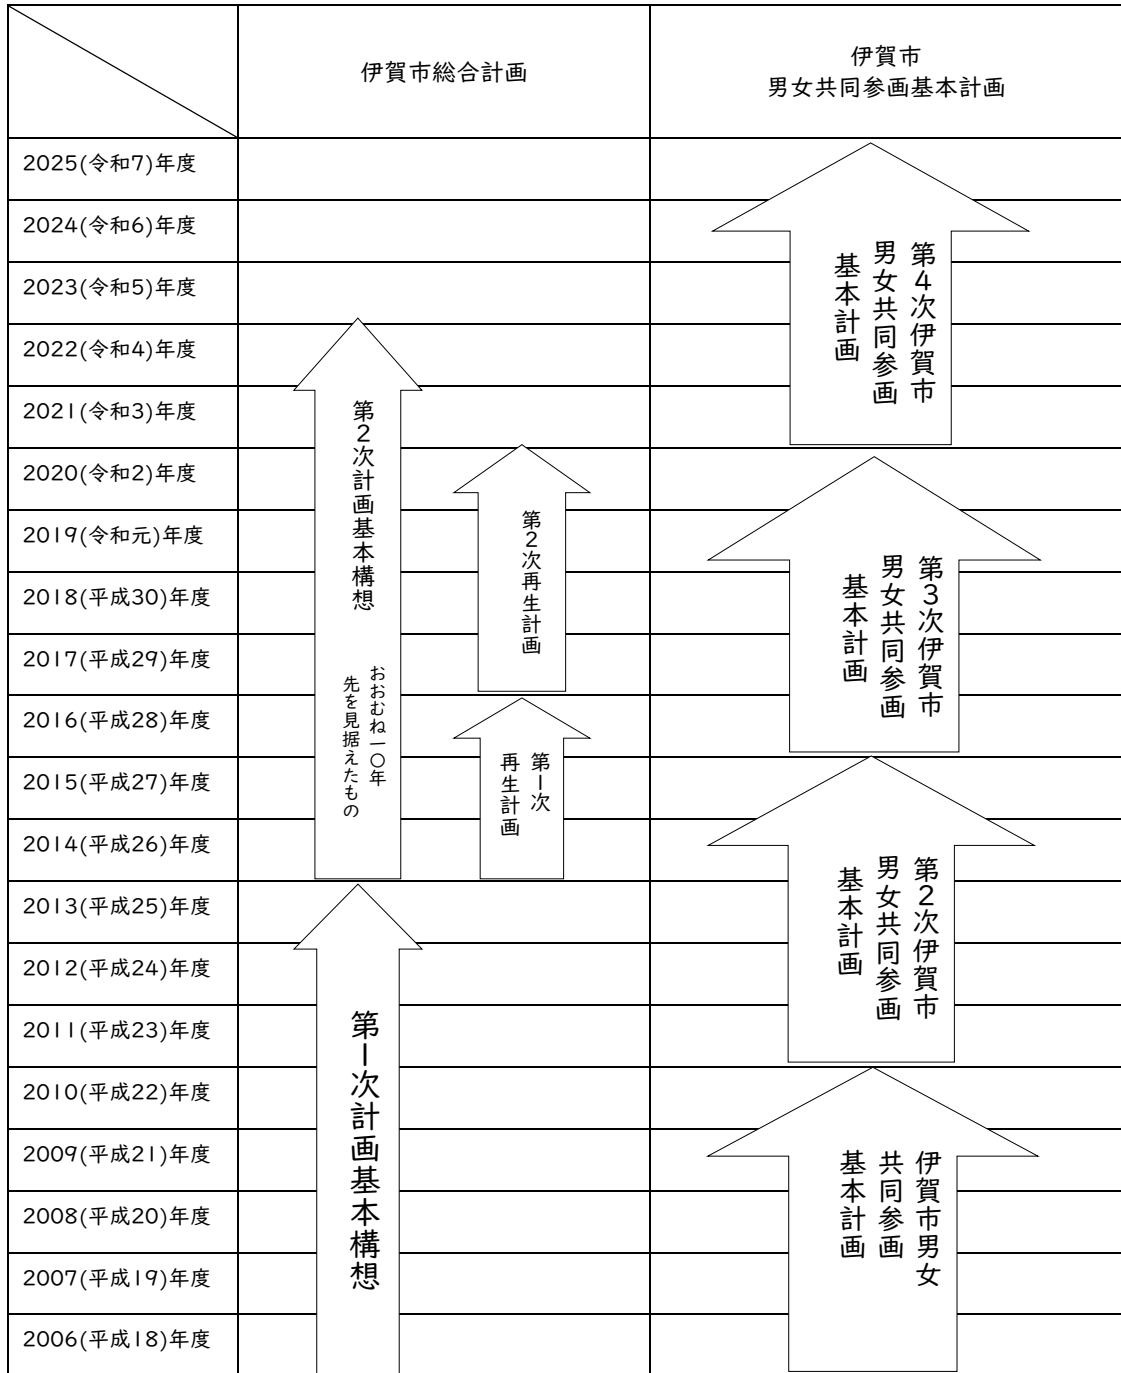 伊賀市総合計画
伊賀市
男女共同参画基本計画
2025(令和7)年度
2024(令和6)年度
2023(令和5)年度
2022(令和4)年度
2021(令和3)年度
2020(令和2)年度
2019(令和元)年度
2018(平成30)年度
2017(平成29)年度
2016(平成28)年度
2015(平成27)年度
2014(平成26)年度
2013(平成25)年度
2012(平成24)年度
2011(平成23)年度
2010(平成22)年度
2009(平成21)年度
2008(平成20)年度
2007(平成19)年度
2006(平成18)年度
第2次計画基本構想
おおむね一〇年
先を見据えたもの
第1次計画基本構想
第2次再生計画
第1次
再生計画
第4次伊賀市
男女共同参画
基本計画
第3次伊賀市
男女共同参画
基本計画
第2次伊賀市
男女共同参画
基本計画
伊賀市男女
共同参画
基本計画